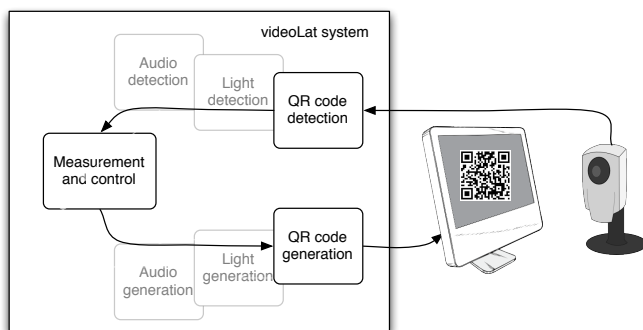 videoLat system
Audio
detection
Light
detection
QR code
detection
Measurement
and control
QR code
generation
Light
generation
Audio
generation